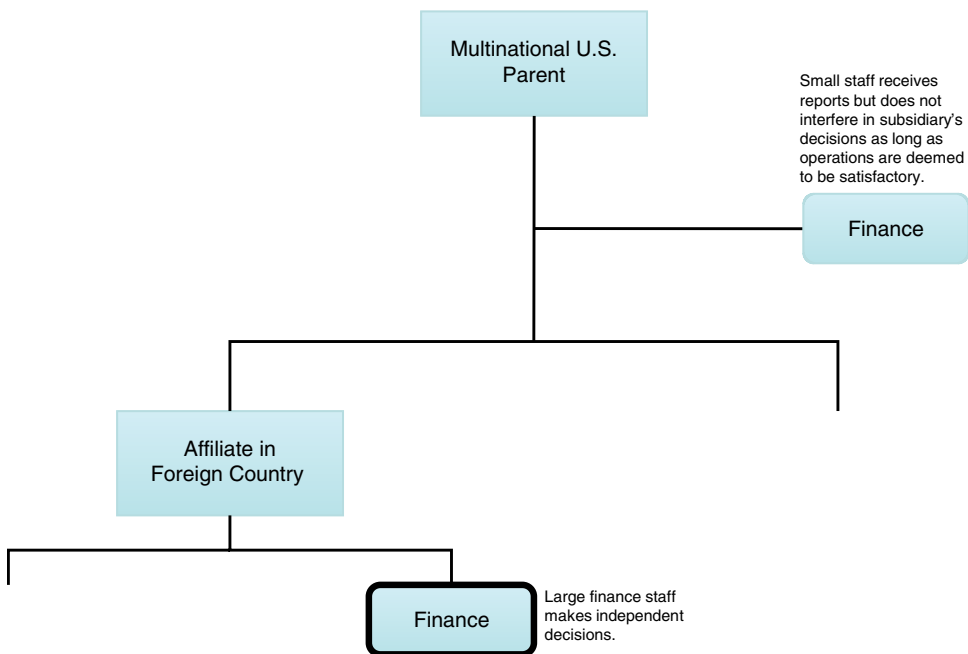 Multinational U.S.
Parent
Small staff receives
reports but does not
interfere in subsidiary’s
decisions as long as
operations are deemed
to be satisfactory.
Finance
Affiliate in
Foreign Country
Finance
Large finance staff
makes independent
decisions.